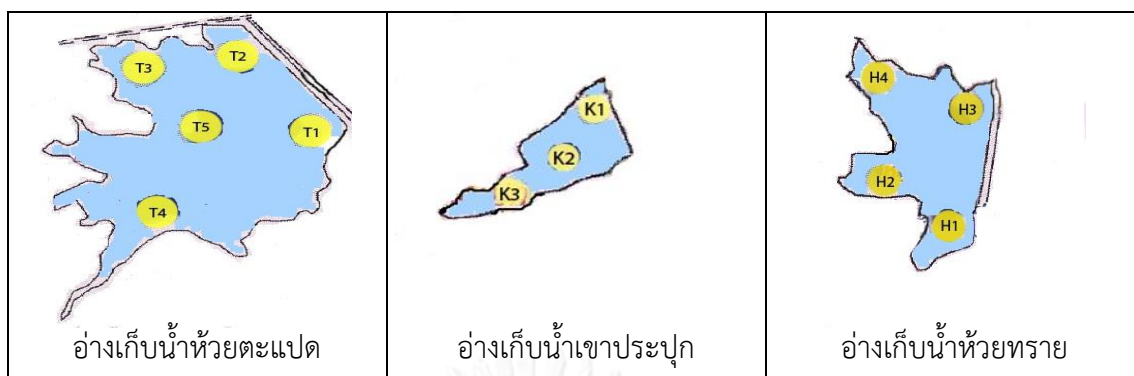 T3
T2
T5
T1
T4
อ่างเก็บน้ำห้วยตะแปด
K1
K2
K3
อ่างเก็บน้ำเขาประปุก
H4
H3
H2
H1
อ่างเก็บน้ำห้วยทราย